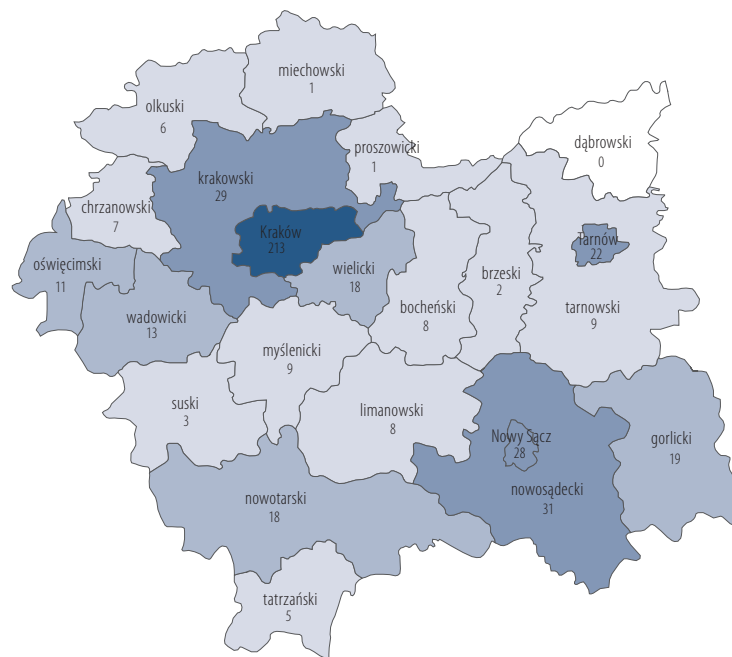 miechowski
1
olkuski
6
dąbrowski
0
proszowicki
1
krakowski
29
chrzanowski
7
Kraków
213
Tarnów
22
oświęcimski
11
wielicki
18
brzeski
2
bocheński
8
tarnowski
9
wadowicki
13
myślenicki
9
suski
3
limanowski
8
Nowy Sącz
28
gorlicki
19
nowosądecki
31
nowotarski
18
tatrzański
5